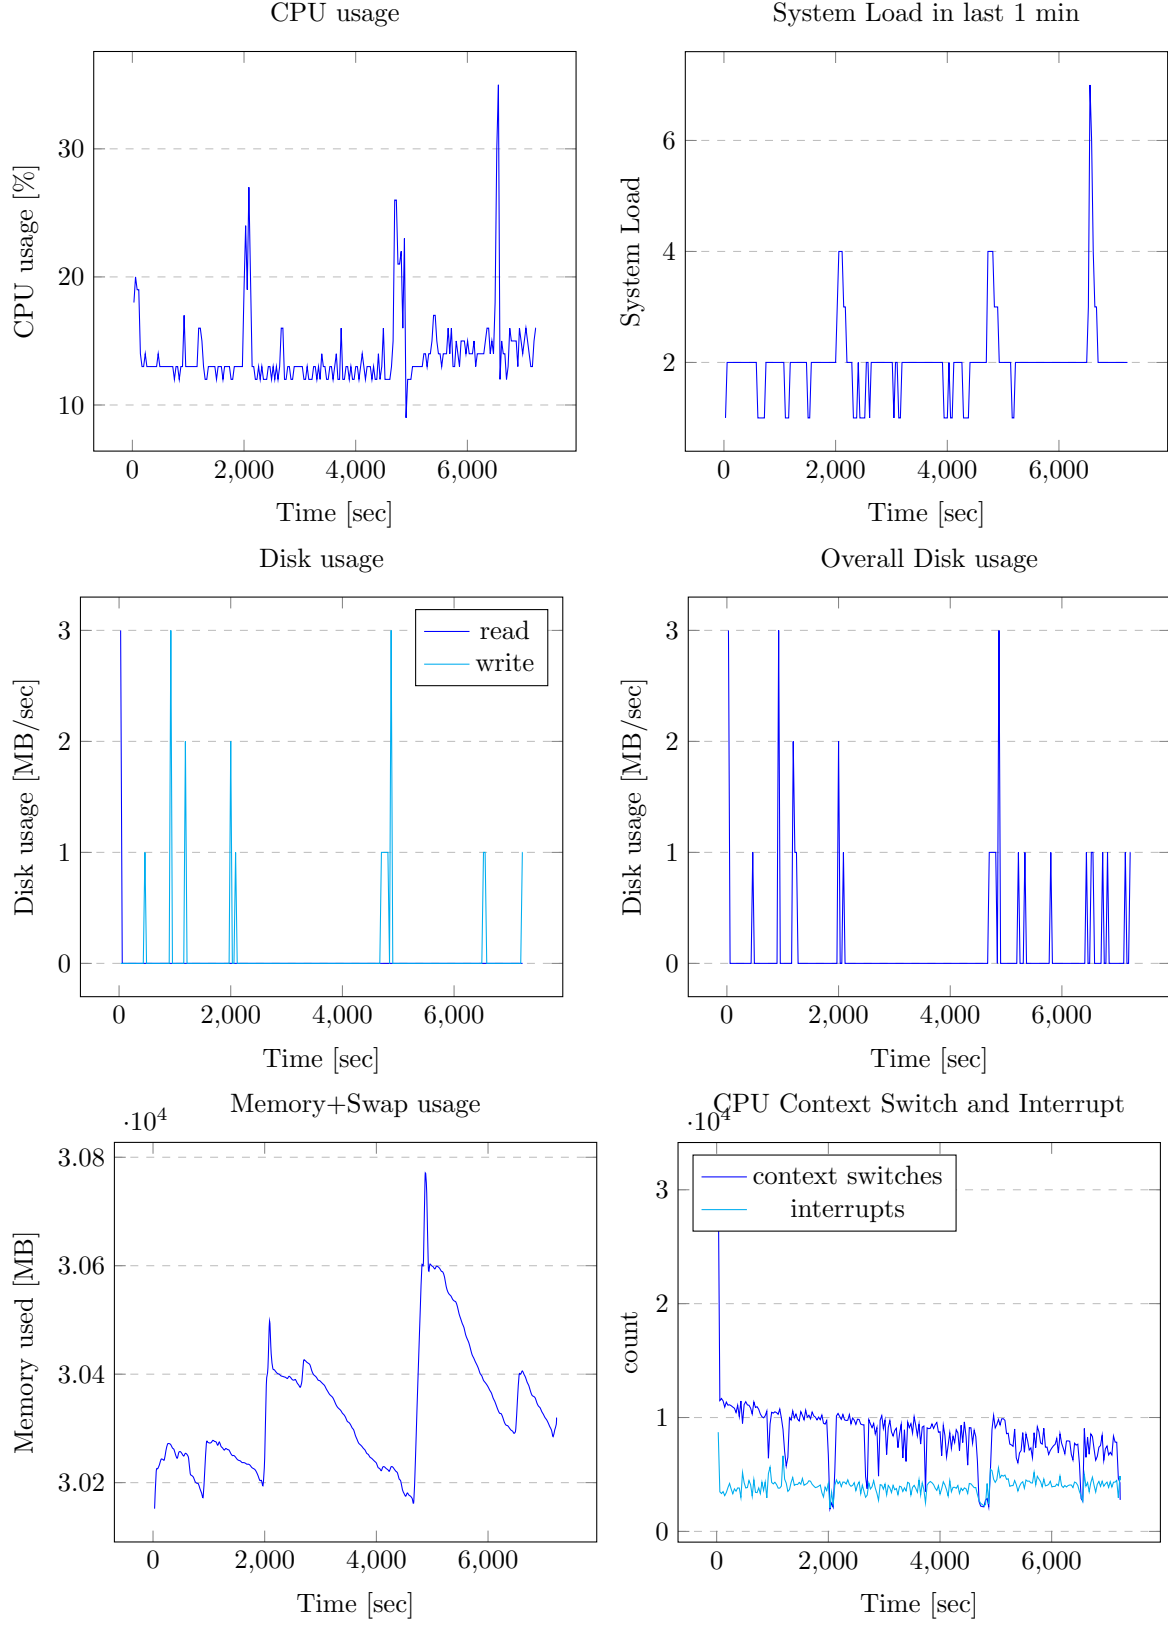 CPU usage
CPU usage [%]
30
20
10
0 2,000 4,000 6,000
Time [sec]
System Load in last 1 min
System Load
6
4
2
0 2,000 4,000 6,000
Time [sec]
Disk usage
Disk usage [MB/sec]
3
2
1
0
read
write
0 2,000 4,000 6,000
Time [sec]
Overall Disk usage
Disk usage [MB/sec]
3
2
1
0
0 2,000 4,000 6,000
Time [sec]
Memory+Swap usage
·10⁴
Memory used [MB]
3.08
3.06
3.04
3.02
0 2,000 4,000 6,000
Time [sec]
CPU Context Switch and Interrupt
·10⁴
count
3
2
1
0
context switches
interrupts
0 2,000 4,000 6,000
Time [sec]